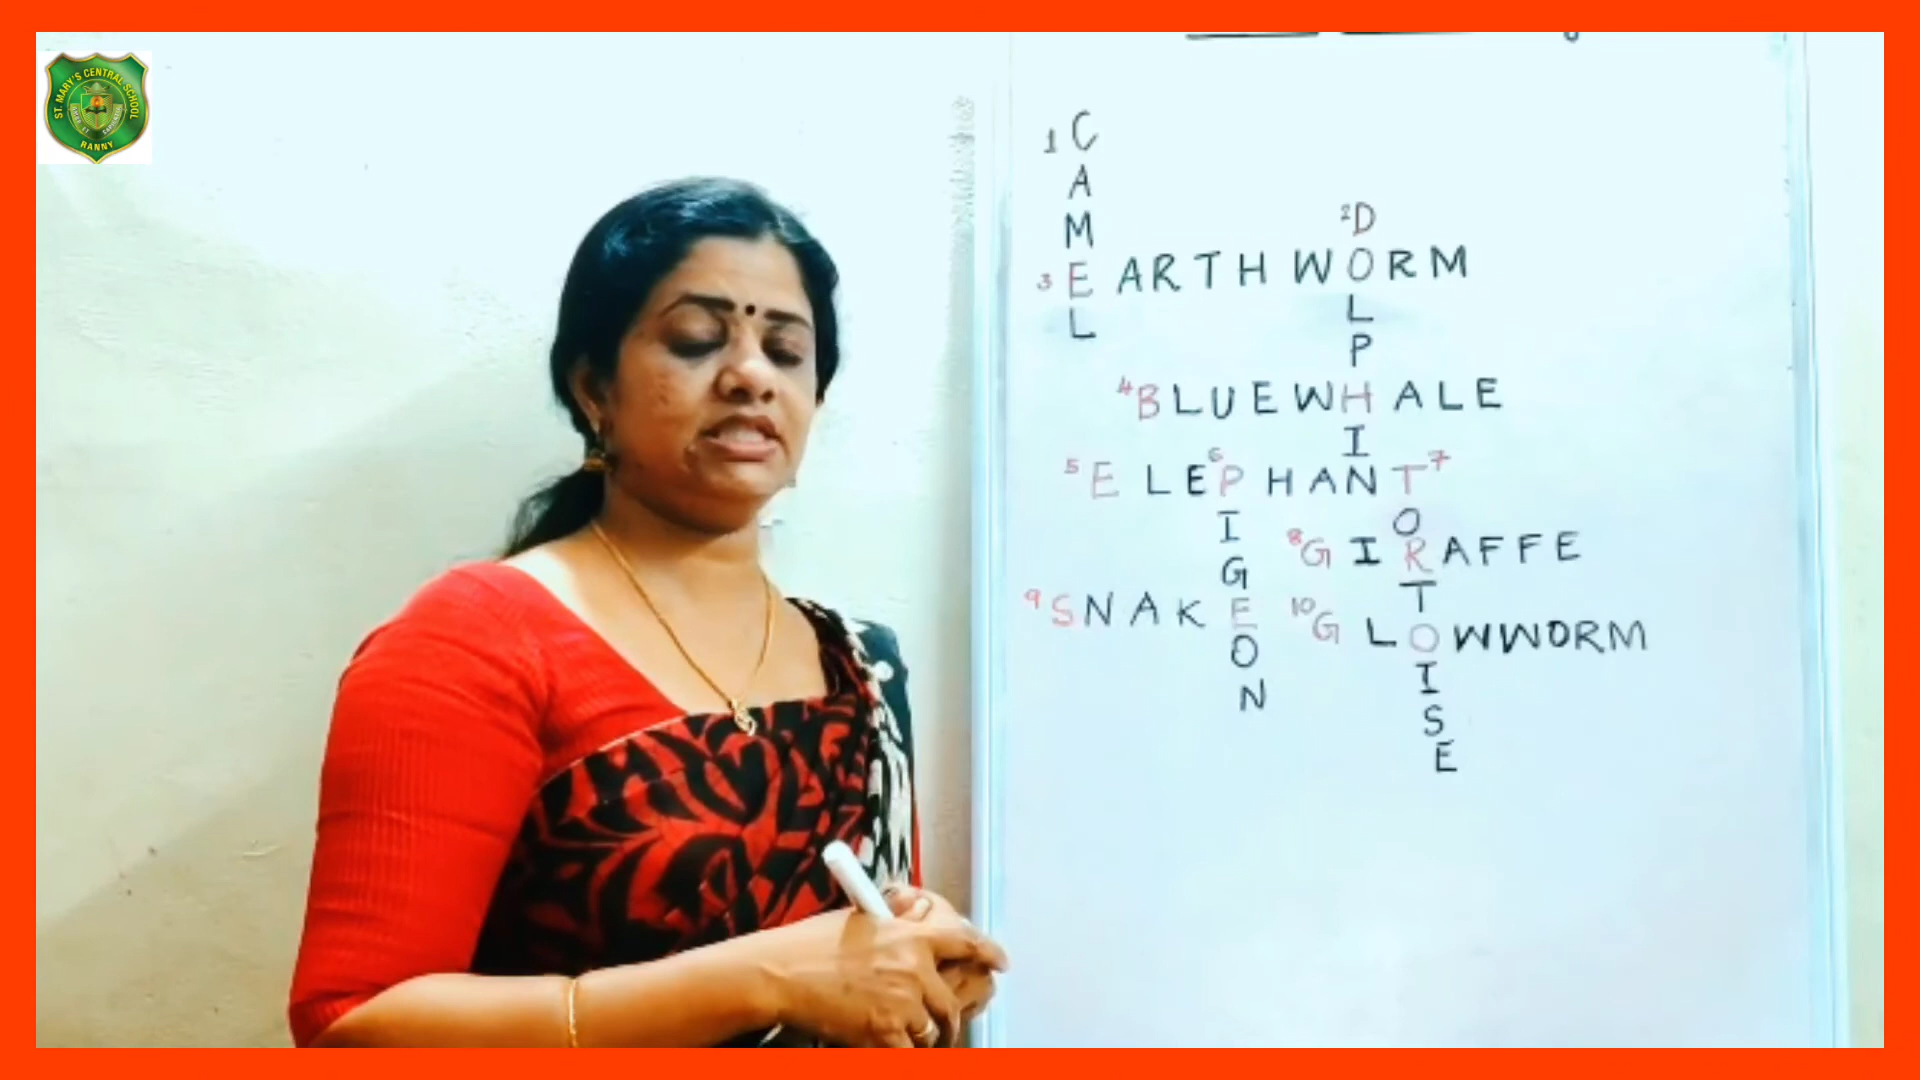 ST. MARY'S CENTRAL SCHOOL
RANNY
1 CAMEL
2 DOLPHIN
3 EARTHWORM
4 BLUEWHALE
5 ELEPHANT
6 PIGEON
7 TORTOISE
8 GIRAFFE
9 SNAKE
10 GLOWWORM